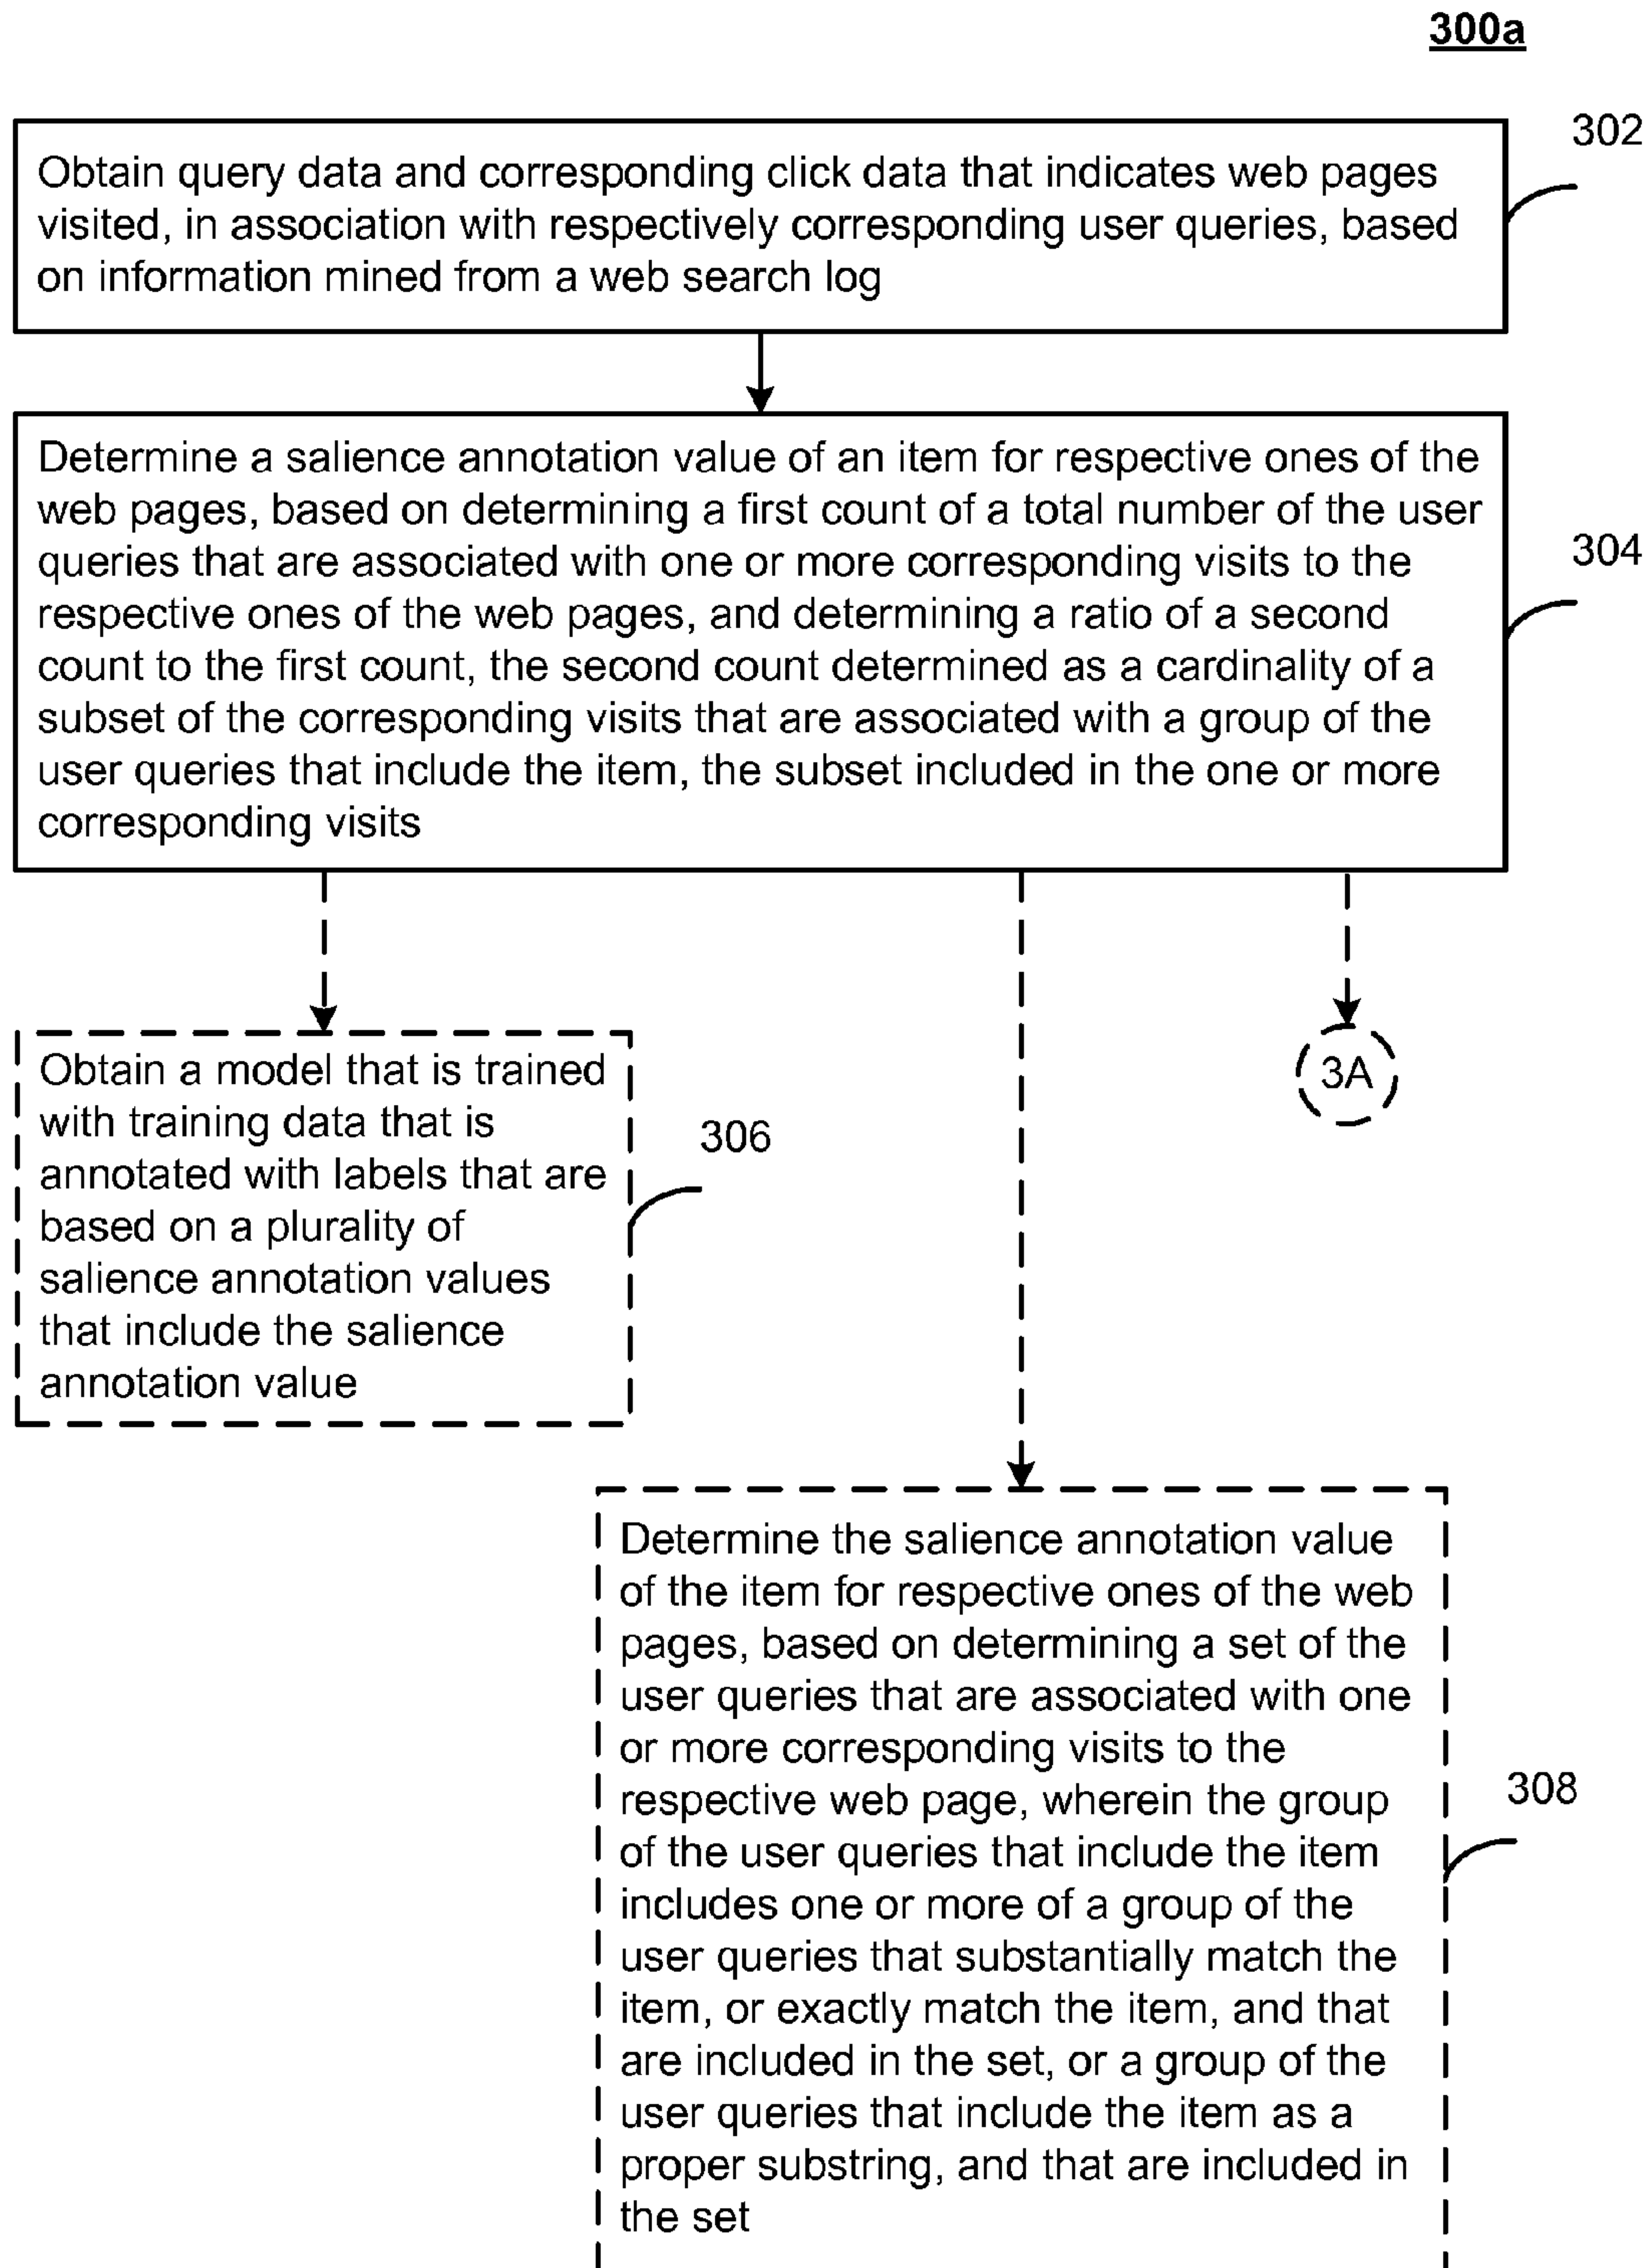 300a
302
Obtain query data and corresponding click data that indicates web pages
visited, in association with respectively corresponding user queries, based
on information mined from a web search log
304
Determine a salience annotation value of an item for respective ones of the
web pages, based on determining a first count of a total number of the user
queries that are associated with one or more corresponding visits to the
respective ones of the web pages, and determining a ratio of a second
count to the first count, the second count determined as a cardinality of a
subset of the corresponding visits that are associated with a group of the
user queries that include the item, the subset included in the one or more
corresponding visits
Obtain a model that is trained
with training data that is
annotated with labels that are
based on a plurality of
salience annotation values
that include the salience
annotation value
306
3A
Determine the salience annotation value
of the item for respective ones of the web
pages, based on determining a set of the
user queries that are associated with one
or more corresponding visits to the
respective web page, wherein the group
of the user queries that include the item
includes one or more of a group of the
user queries that substantially match the
item, or exactly match the item, and that
are included in the set, or a group of the
user queries that include the item as a
proper substring, and that are included in
the set
308